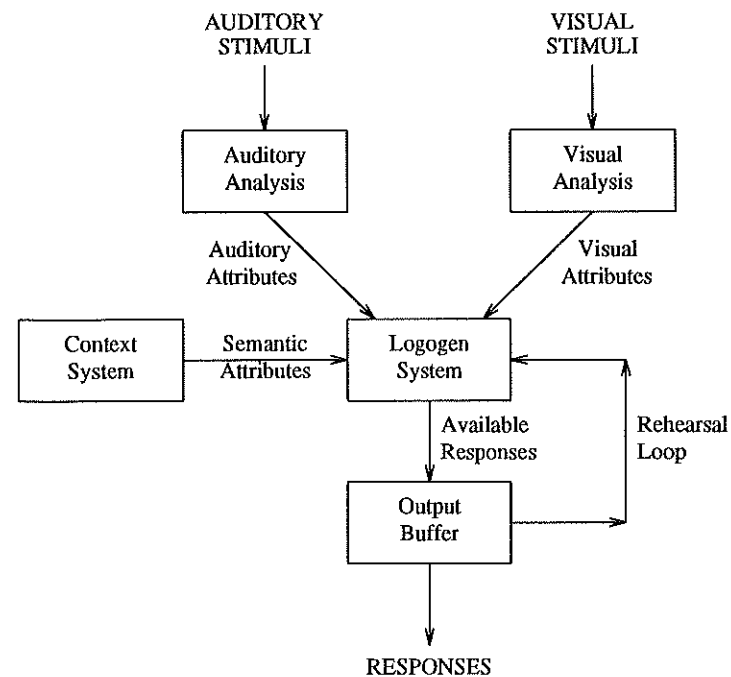 AUDITORY
STIMULI
VISUAL
STIMULI
Auditory
Analysis
Visual
Analysis
Auditory
Attributes
Visual
Attributes
Context
System
Semantic
Attributes
Logogen
System
Available
Responses
Rehearsal
Loop
Output
Buffer
RESPONSES